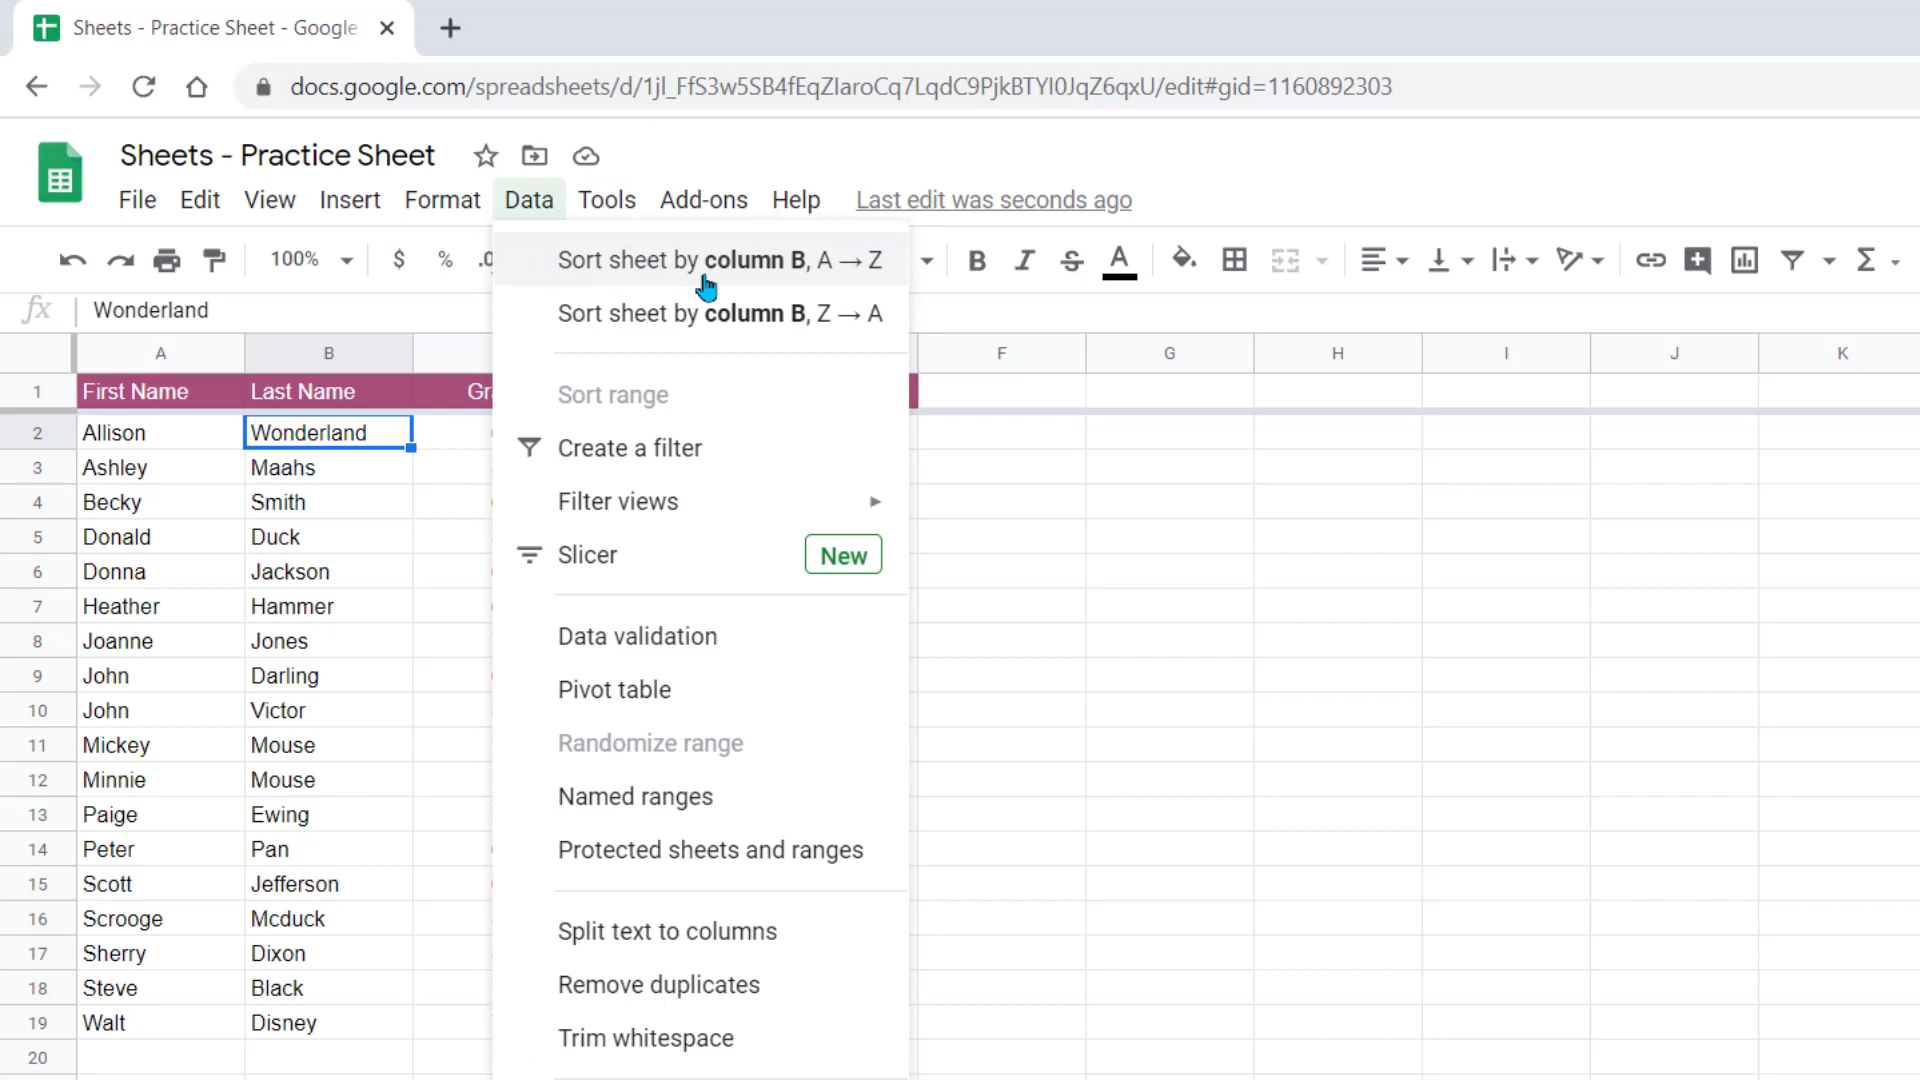 Sheets - Practice Sheet - Google
docs.google.com/spreadsheets/d/1jl_FfS3w5SB4fEqZIaroCq7LqdC9PjkBTYI0JqZ6qxU/edit#gid=1160892303
Sheets - Practice Sheet
File Edit View Insert Format Data Tools Add-ons Help Last edit was seconds ago
100% $ % .0 B I S A Σ
fx Wonderland
A B F G H I J K
1 First Name Last Name Gr
2 Allison Wonderland
3 Ashley Maahs
4 Becky Smith
5 Donald Duck
6 Donna Jackson
7 Heather Hammer
8 Joanne Jones
9 John Darling
10 John Victor
11 Mickey Mouse
12 Minnie Mouse
13 Paige Ewing
14 Peter Pan
15 Scott Jefferson
16 Scrooge Mcduck
17 Sherry Dixon
18 Steve Black
19 Walt Disney
20
Sort sheet by column B, A → Z
Sort sheet by column B, Z → A
Sort range
Create a filter
Filter views
Slicer New
Data validation
Pivot table
Randomize range
Named ranges
Protected sheets and ranges
Split text to columns
Remove duplicates
Trim whitespace